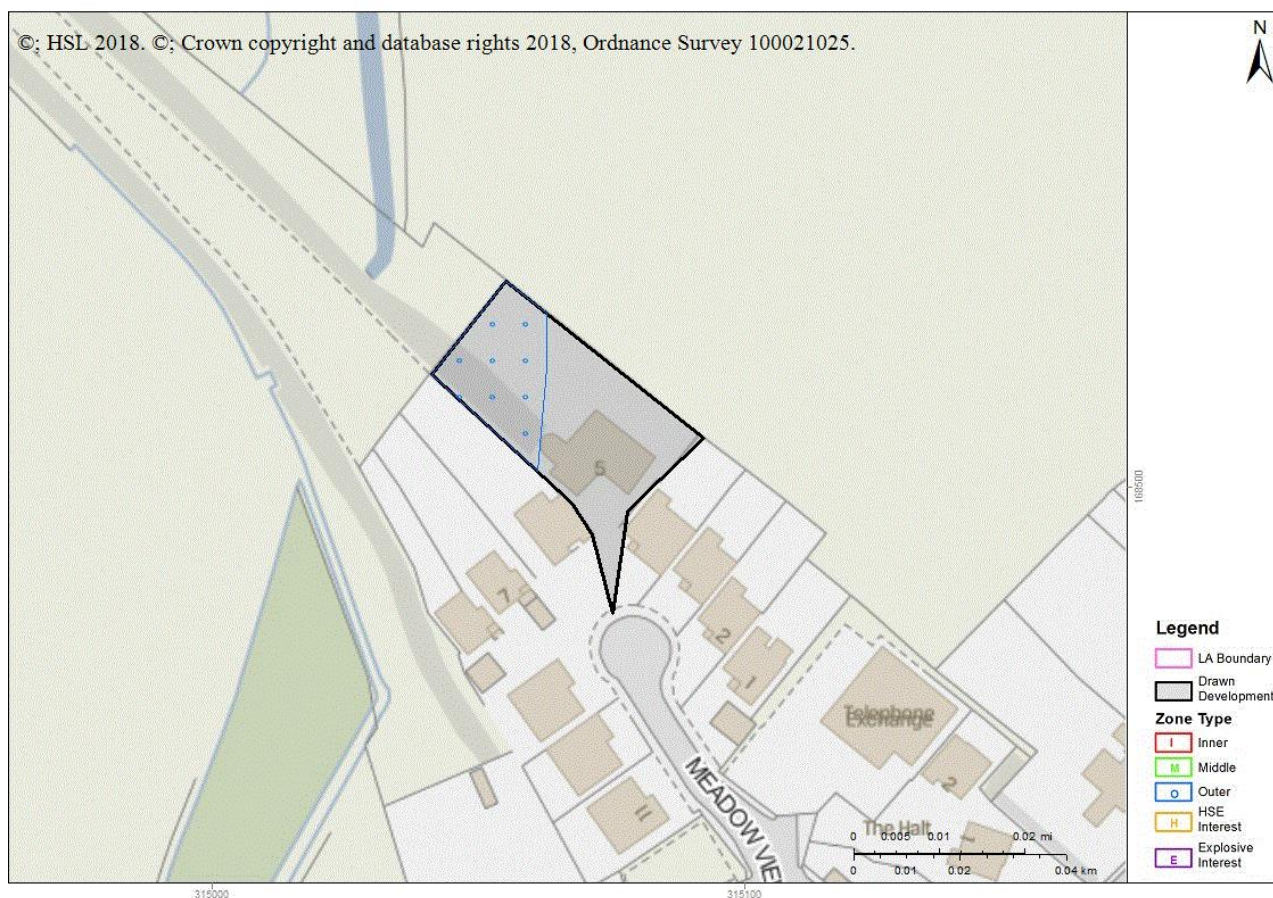 ©; HSL 2018. ©; Crown copyright and database rights 2018, Ordnance Survey 100021025.
N
5
7
2
1
11
MEADOW VIEW
Telephone
Exchange
2
The Halt
1
168500
0 0.005 0.01 0.02 mi
0 0.01 0.02 0.04 km
315000
315100
Legend
LA Boundary
Drawn
Development
Zone Type
I Inner
M Middle
O Outer
H HSE
Interest
E Explosive
Interest